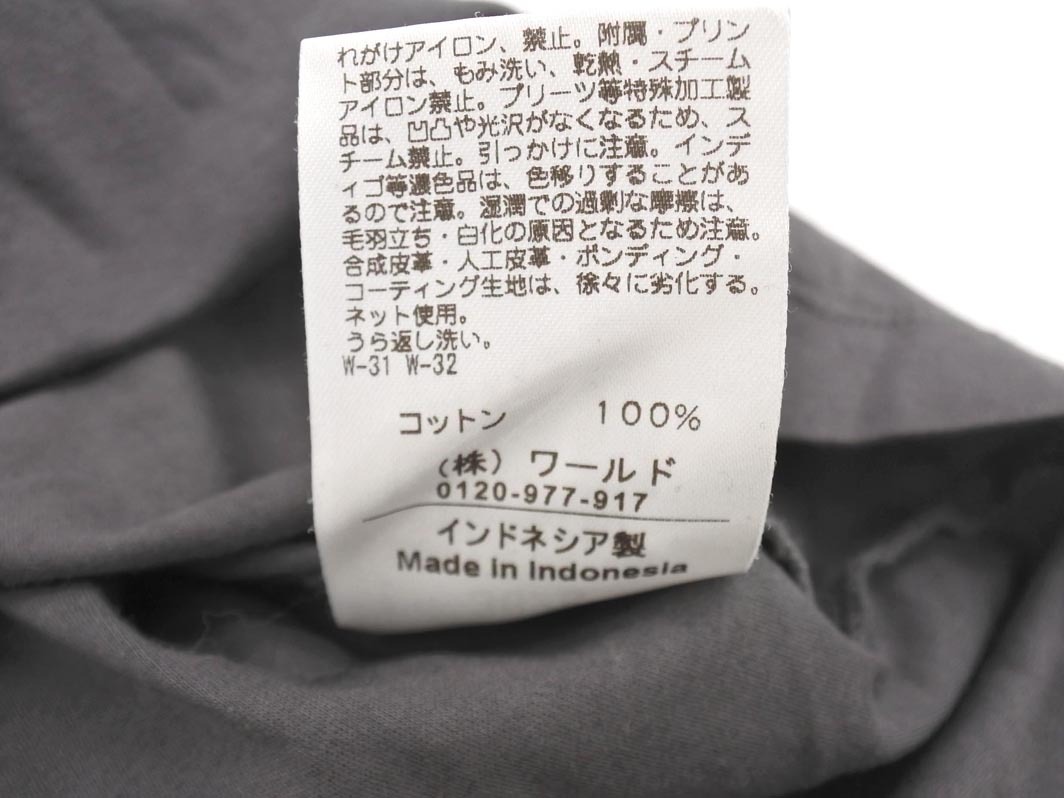 れがけアイロン、禁止。附属・プリン
ト部分は、もみ洗い、乾熱・スチーム
アイロン禁止。プリーツ等特殊加工製
品は、凹凸や光沢がなくなるため、ス
チーム禁止。引っかけに注意。インデ
ィゴ等濃色品は、色移りすることがあ
るので注意。湿潤での過剰な摩擦は、
毛羽立ち・白化の原因となるため注意。
合成皮革・人工皮革・ボンディング・
コーティング生地は、徐々に劣化する。
ネット使用。
うら返し洗い。
W-31 W-32
コットン 100%
(株) ワールド
0120-977-917
インドネシア製
Made in Indonesia